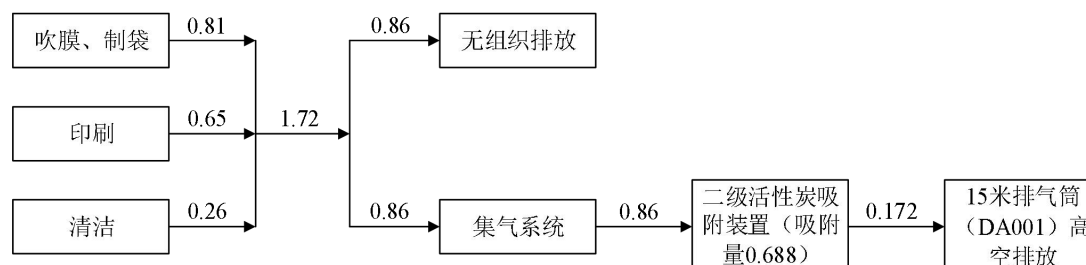 吹膜、制袋
0.81
0.86
无组织排放
印刷
0.65
1.72
清洁
0.26
0.86
集气系统
0.86
二级活性炭吸
附装置（吸附
量0.688）
0.172
15米排气筒
（DA001）高
空排放